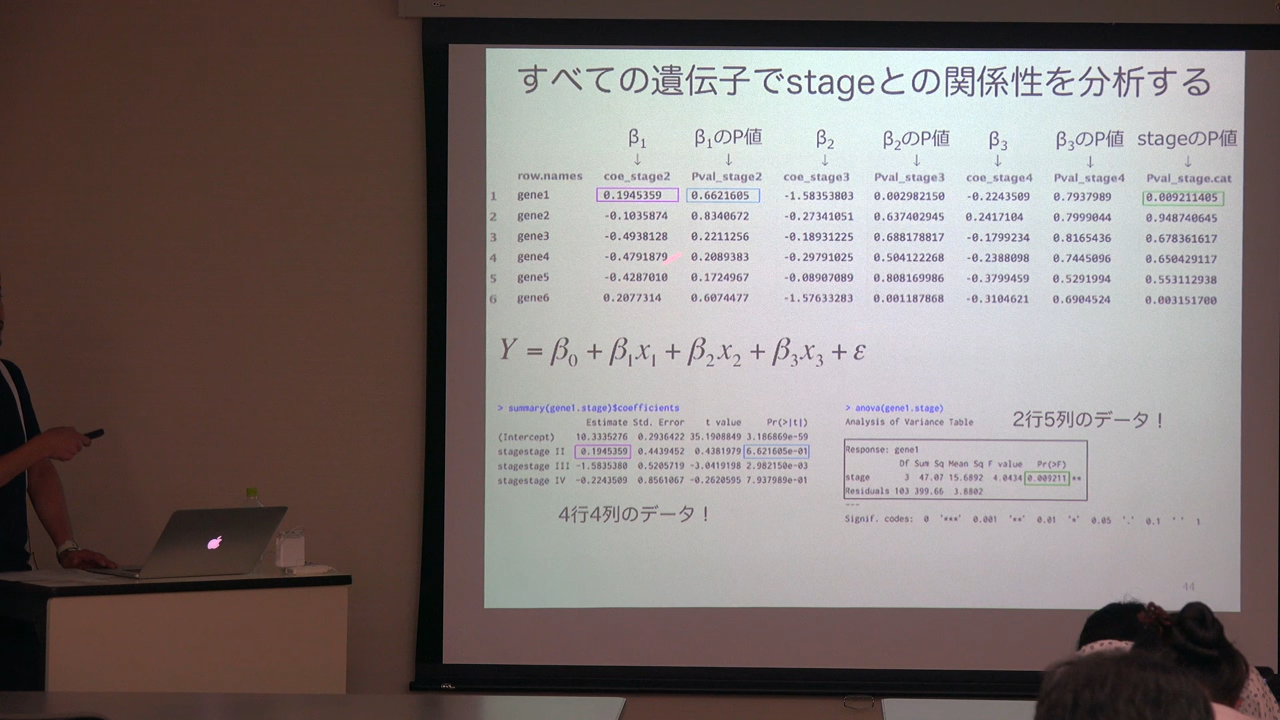 すべての遺伝子でstageとの関係性を分析する
β1 β1のP値 β2 β2のP値 β3 β3のP値 stageのP値
↓ ↓ ↓ ↓ ↓ ↓ ↓
row.names coe_stage2 Pval_stage2 coe_stage3 Pval_stage3 coe_stage4 Pval_stage4 Pval_stage.cat
1 gene1 0.1945359 0.6621605 -1.58353803 0.002982150 -0.2243509 0.7937989 0.009211405
2 gene2 -0.1035874 0.8340672 -0.27341051 0.637402945 0.2417104 0.7999044 0.948740645
3 gene3 -0.4938128 0.2211256 -0.18931225 0.688178817 -0.1799234 0.8165436 0.678361617
4 gene4 -0.4791879 0.2089383 -0.29791025 0.504122268 -0.2388098 0.7445096 0.650429117
5 gene5 -0.4287010 0.1724967 -0.08907089 0.808169986 -0.3799459 0.5291994 0.553112938
6 gene6 0.2077314 0.6074477 -1.57633283 0.001187868 -0.3104621 0.6904524 0.003151700
Y = β0 + β1x1 + β2x2 + β3x3 + ε
> summary(gene1.stage)$coefficients
Estimate Std. Error t value Pr(>|t|)
(Intercept) 10.3335276 0.2936422 35.1908849 3.186869e-59
stagestage II 0.1945359 0.4439452 0.4381979 6.621605e-01
stagestage III -1.5835380 0.5205719 -3.0419198 2.982150e-03
stagestage IV -0.2243509 0.8561067 -0.2620595 7.937989e-01
4行4列のデータ！
> anova(gene1.stage)
Analysis of Variance Table
2行5列のデータ！
Response: gene1
Df Sum Sq Mean Sq F value Pr(>F)
stage 3 47.07 15.6892 4.0434 0.009211 **
Residuals 103 399.66 3.8802
---
Signif. codes: 0 '***' 0.001 '**' 0.01 '*' 0.05 '.' 0.1 ' ' 1
44